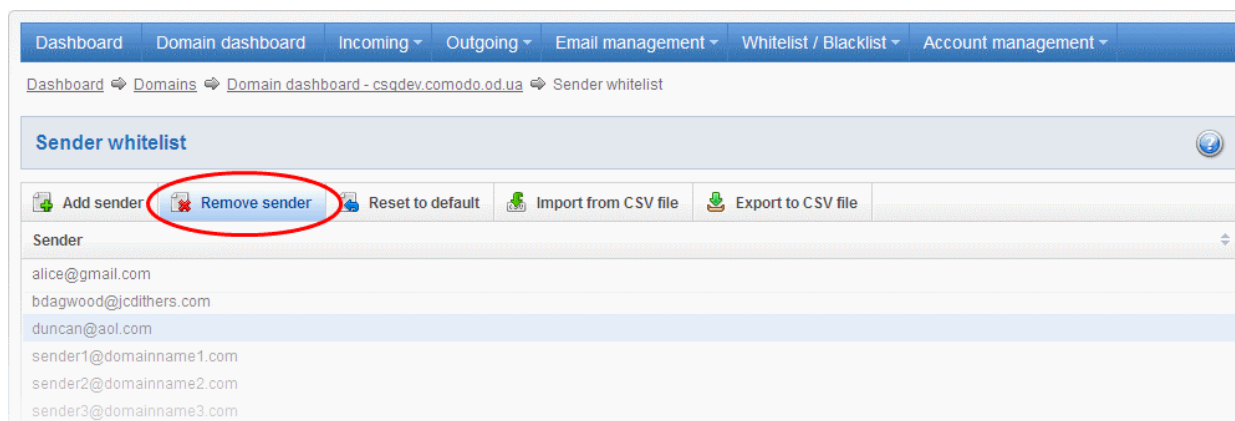 Dashboard Domain dashboard Incoming Outgoing Email management Whitelist / Blacklist Account management
Dashboard Domains Domain dashboard - csgdev.comodo.od.ua Sender whitelist
Sender whitelist
Add sender Remove sender Reset to default Import from CSV file Export to CSV file
Sender
alice@gmail.com
bdagwood@jcdithers.com
duncan@aol.com
sender1@domainname1.com
sender2@domainname2.com
sender3@domainname3.com